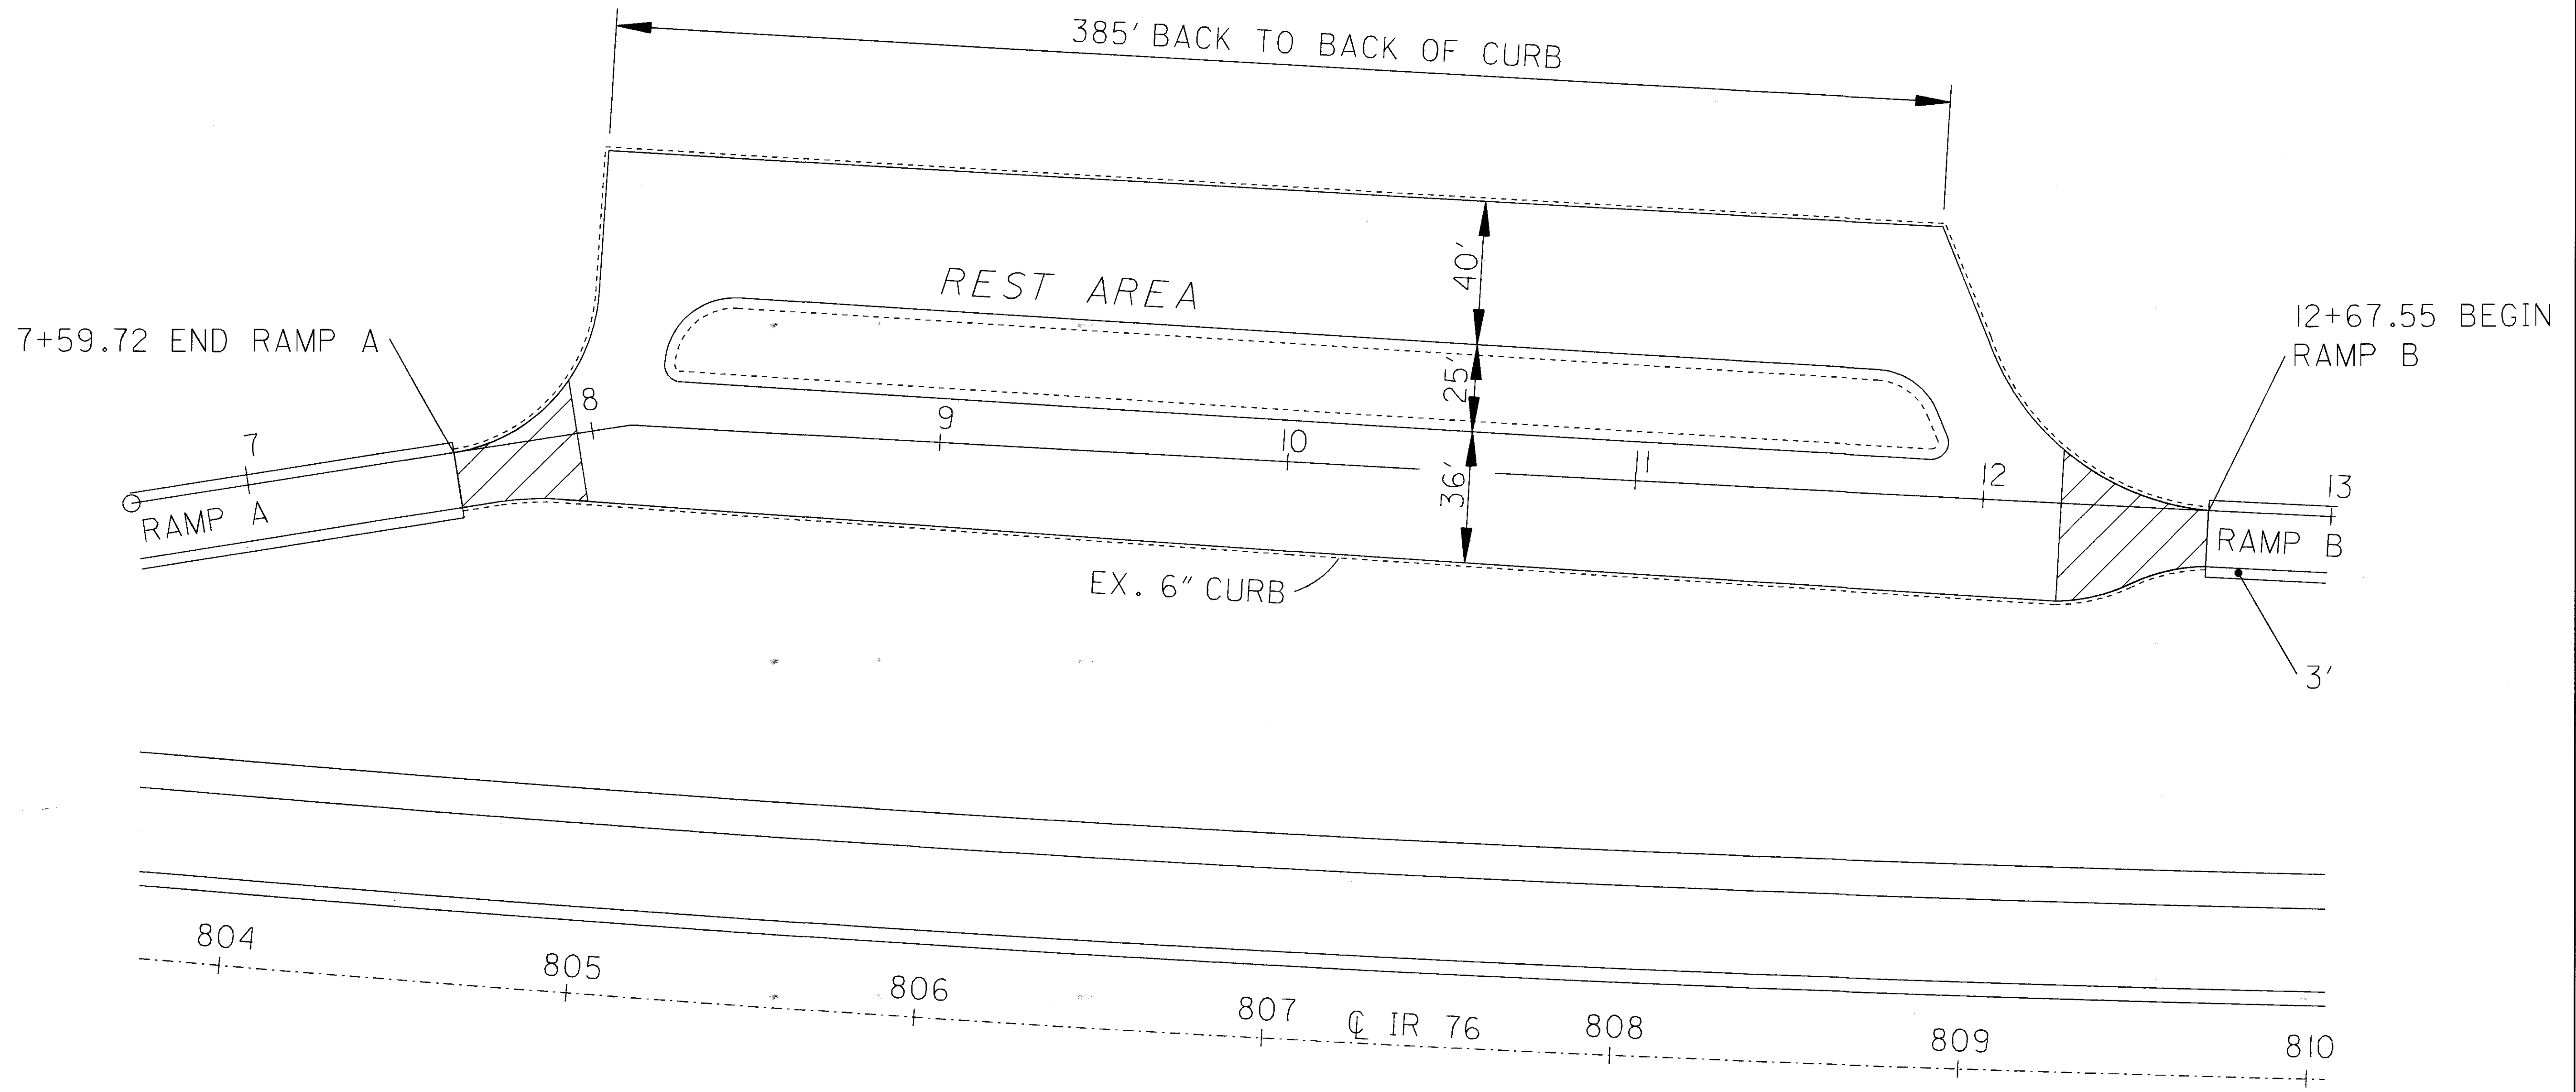 385' BACK TO BACK OF CURB
REST AREA
40'
25'
36'
7+59.72 END RAMP A
12+67.55 BEGIN
RAMP B
7
8
9
10
11
12
13
RAMP A
RAMP B
EX. 6" CURB
3'
804
805
806
807
℄ IR 76
808
809
810